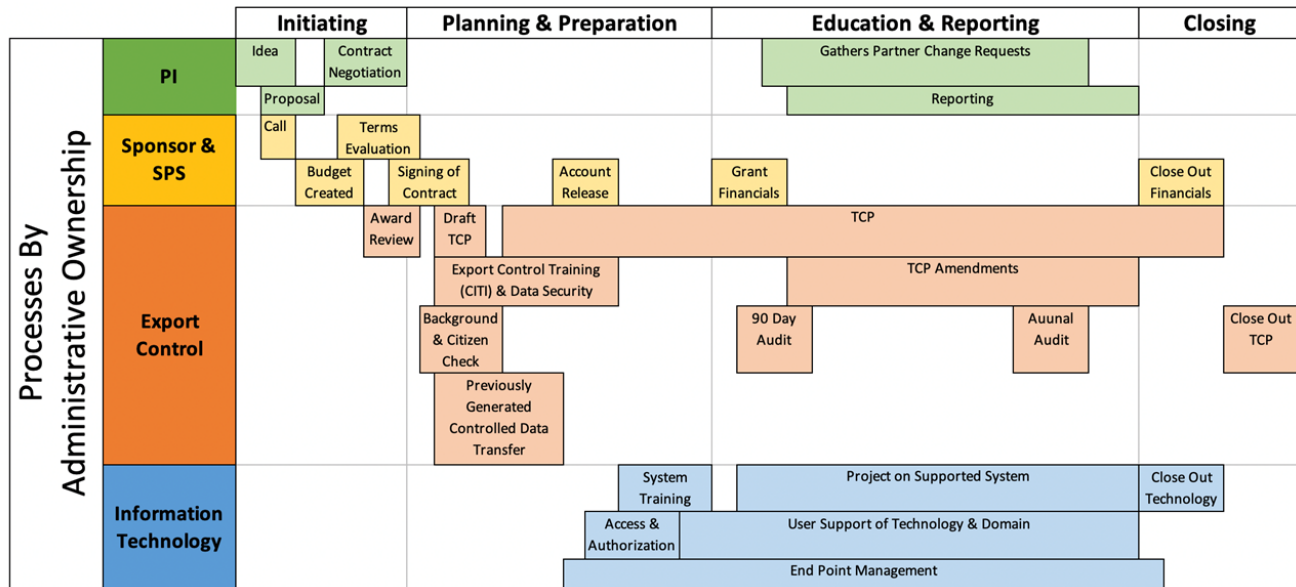 Initiating
Planning & Preparation
Education & Reporting
Closing
Processes By
Administrative Ownership
PI
Idea
Contract
Negotiation
Gathers Partner Change Requests
Proposal
Reporting
Sponsor &
SPS
Call
Terms
Evaluation
Budget
Created
Signing of
Contract
Account
Release
Grant
Financials
Close Out
Financials
Export
Control
Award
Review
Draft
TCP
TCP
Export Control Training
(CITI) & Data Security
TCP Amendments
Background
& Citizen
Check
90 Day
Audit
Auunal
Audit
Close Out
TCP
Previously
Generated
Controlled Data
Transfer
Information
Technology
System
Training
Project on Supported System
Close Out
Technology
Access &
Authorization
User Support of Technology & Domain
End Point Management